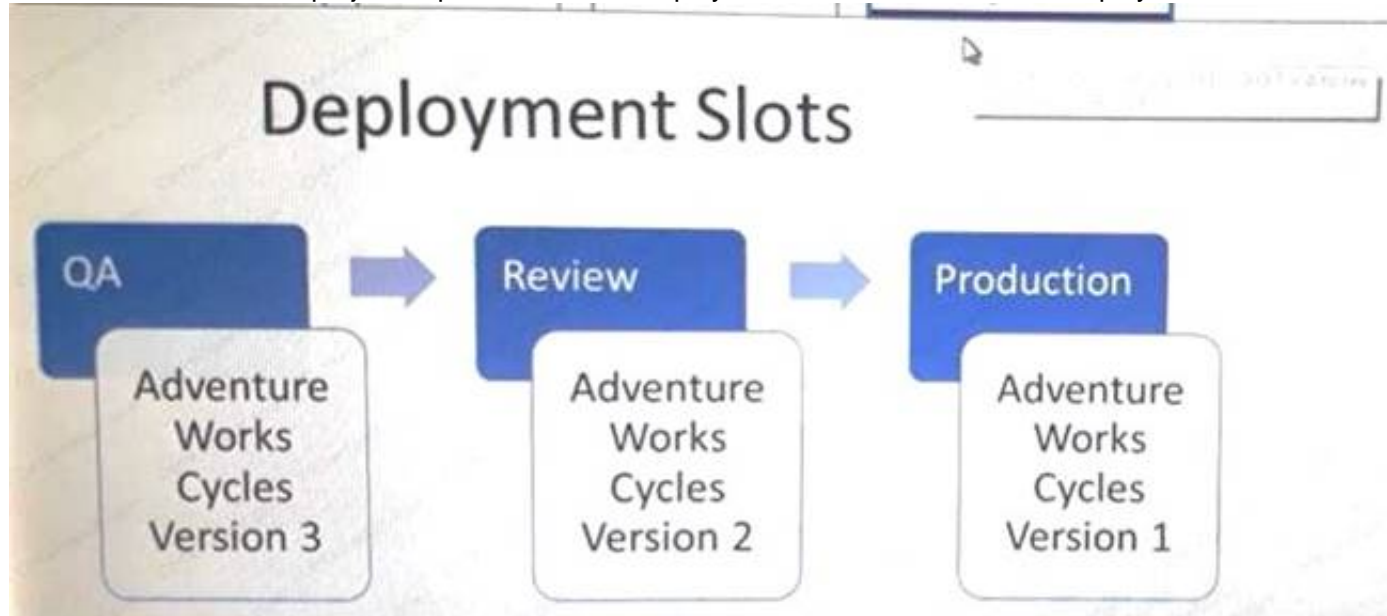 Deployment Slots
QA
Review
Production
Adventure
Works
Cycles
Version 3
Adventure
Works
Cycles
Version 2
Adventure
Works
Cycles
Version 1